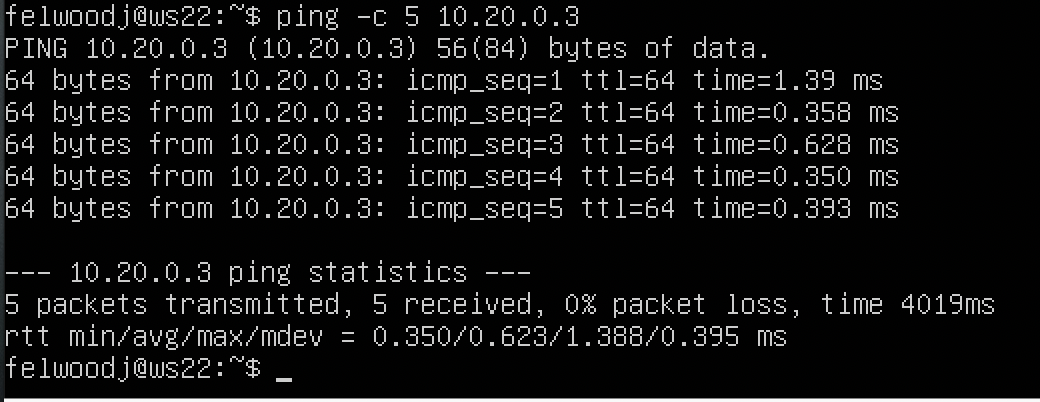 felwoodj@ws22:~$ ping -c 5 10.20.0.3
PING 10.20.0.3 (10.20.0.3) 56(84) bytes of data.
64 bytes from 10.20.0.3: icmp_seq=1 ttl=64 time=1.39 ms
64 bytes from 10.20.0.3: icmp_seq=2 ttl=64 time=0.358 ms
64 bytes from 10.20.0.3: icmp_seq=3 ttl=64 time=0.628 ms
64 bytes from 10.20.0.3: icmp_seq=4 ttl=64 time=0.350 ms
64 bytes from 10.20.0.3: icmp_seq=5 ttl=64 time=0.393 ms

--- 10.20.0.3 ping statistics ---
5 packets transmitted, 5 received, 0% packet loss, time 4019ms
rtt min/avg/max/mdev = 0.350/0.623/1.388/0.395 ms
felwoodj@ws22:~$ _